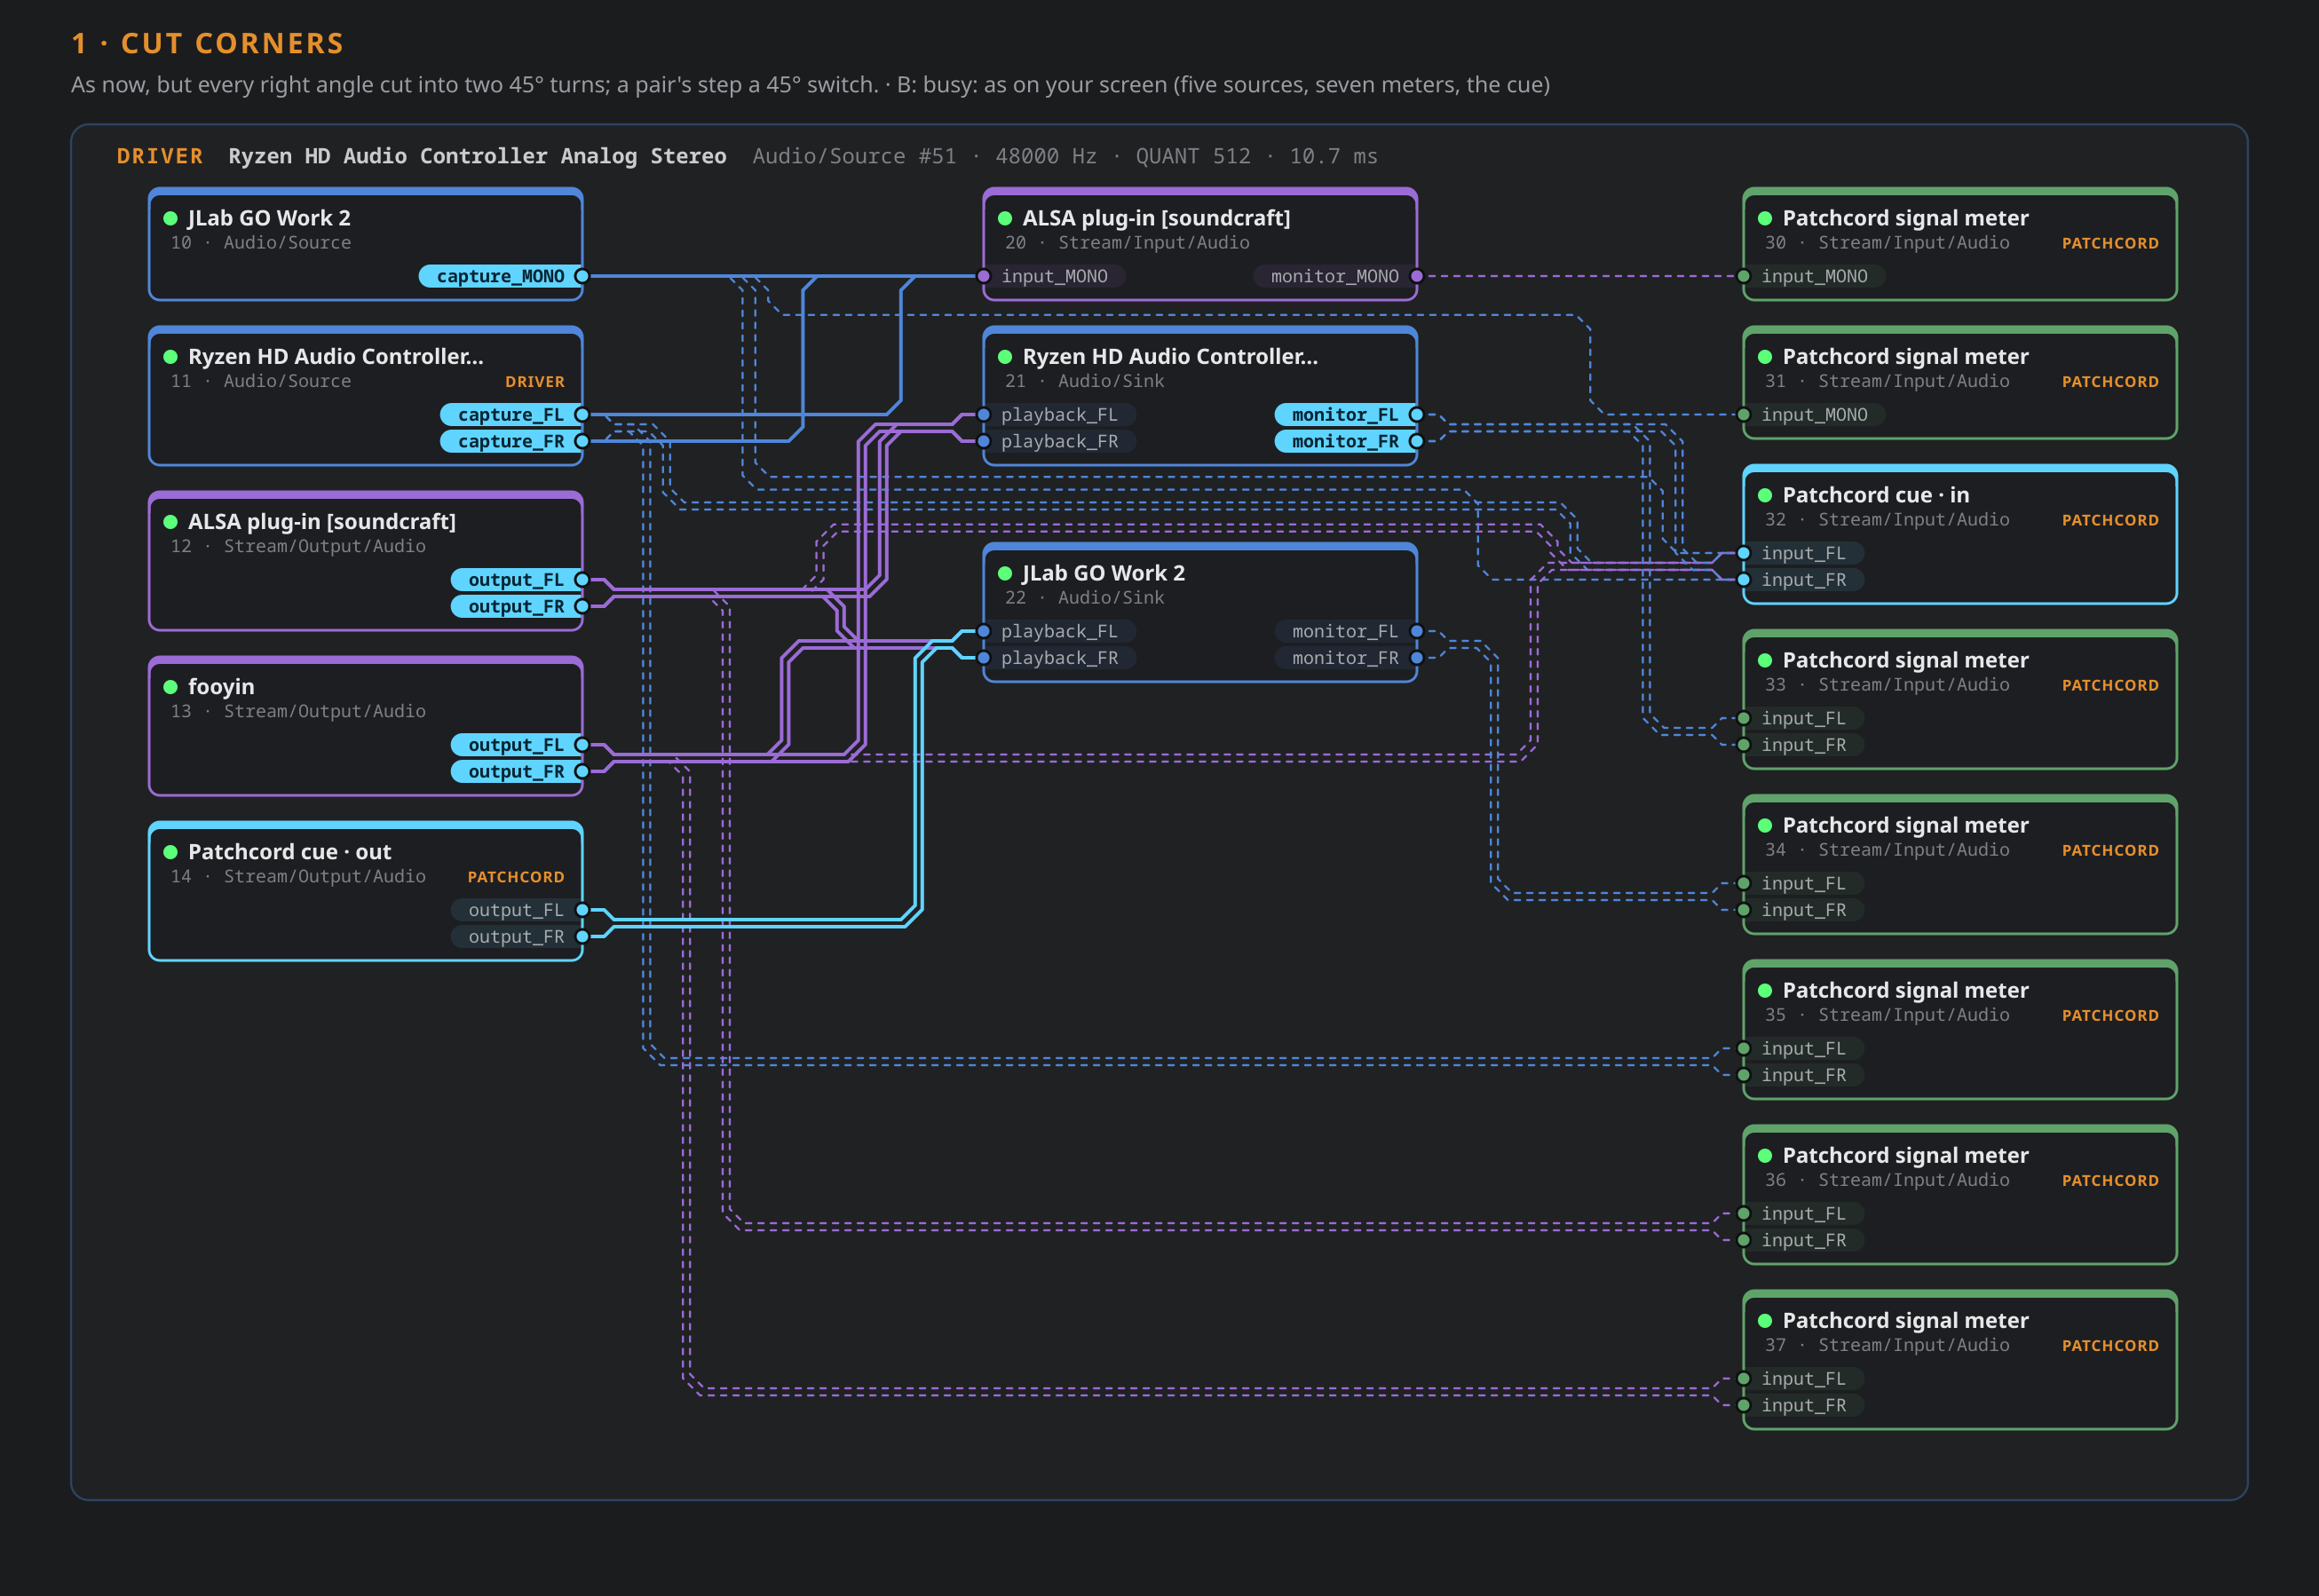 1 · CUT CORNERS
As now, but every right angle cut into two 45° turns; a pair's step a 45° switch. · B: busy: as on your screen (five sources, seven meters, the cue)
DRIVER Ryzen HD Audio Controller Analog Stereo Audio/Source #51 · 48000 Hz · QUANT 512 · 10.7 ms
JLab GO Work 2
10 · Audio/Source
capture_MONO
Ryzen HD Audio Controller…
11 · Audio/Source DRIVER
capture_FL
capture_FR
ALSA plug-in [soundcraft]
12 · Stream/Output/Audio
output_FL
output_FR
fooyin
13 · Stream/Output/Audio
output_FL
output_FR
Patchcord cue · out
14 · Stream/Output/Audio PATCHCORD
output_FL
output_FR
ALSA plug-in [soundcraft]
20 · Stream/Input/Audio
input_MONO monitor_MONO
Ryzen HD Audio Controller…
21 · Audio/Sink
playback_FL monitor_FL
playback_FR monitor_FR
JLab GO Work 2
22 · Audio/Sink
playback_FL monitor_FL
playback_FR monitor_FR
Patchcord signal meter
30 · Stream/Input/Audio PATCHCORD
input_MONO
Patchcord signal meter
31 · Stream/Input/Audio PATCHCORD
input_MONO
Patchcord cue · in
32 · Stream/Input/Audio PATCHCORD
input_FL
input_FR
Patchcord signal meter
33 · Stream/Input/Audio PATCHCORD
input_FL
input_FR
Patchcord signal meter
34 · Stream/Input/Audio PATCHCORD
input_FL
input_FR
Patchcord signal meter
35 · Stream/Input/Audio PATCHCORD
input_FL
input_FR
Patchcord signal meter
36 · Stream/Input/Audio PATCHCORD
input_FL
input_FR
Patchcord signal meter
37 · Stream/Input/Audio PATCHCORD
input_FL
input_FR